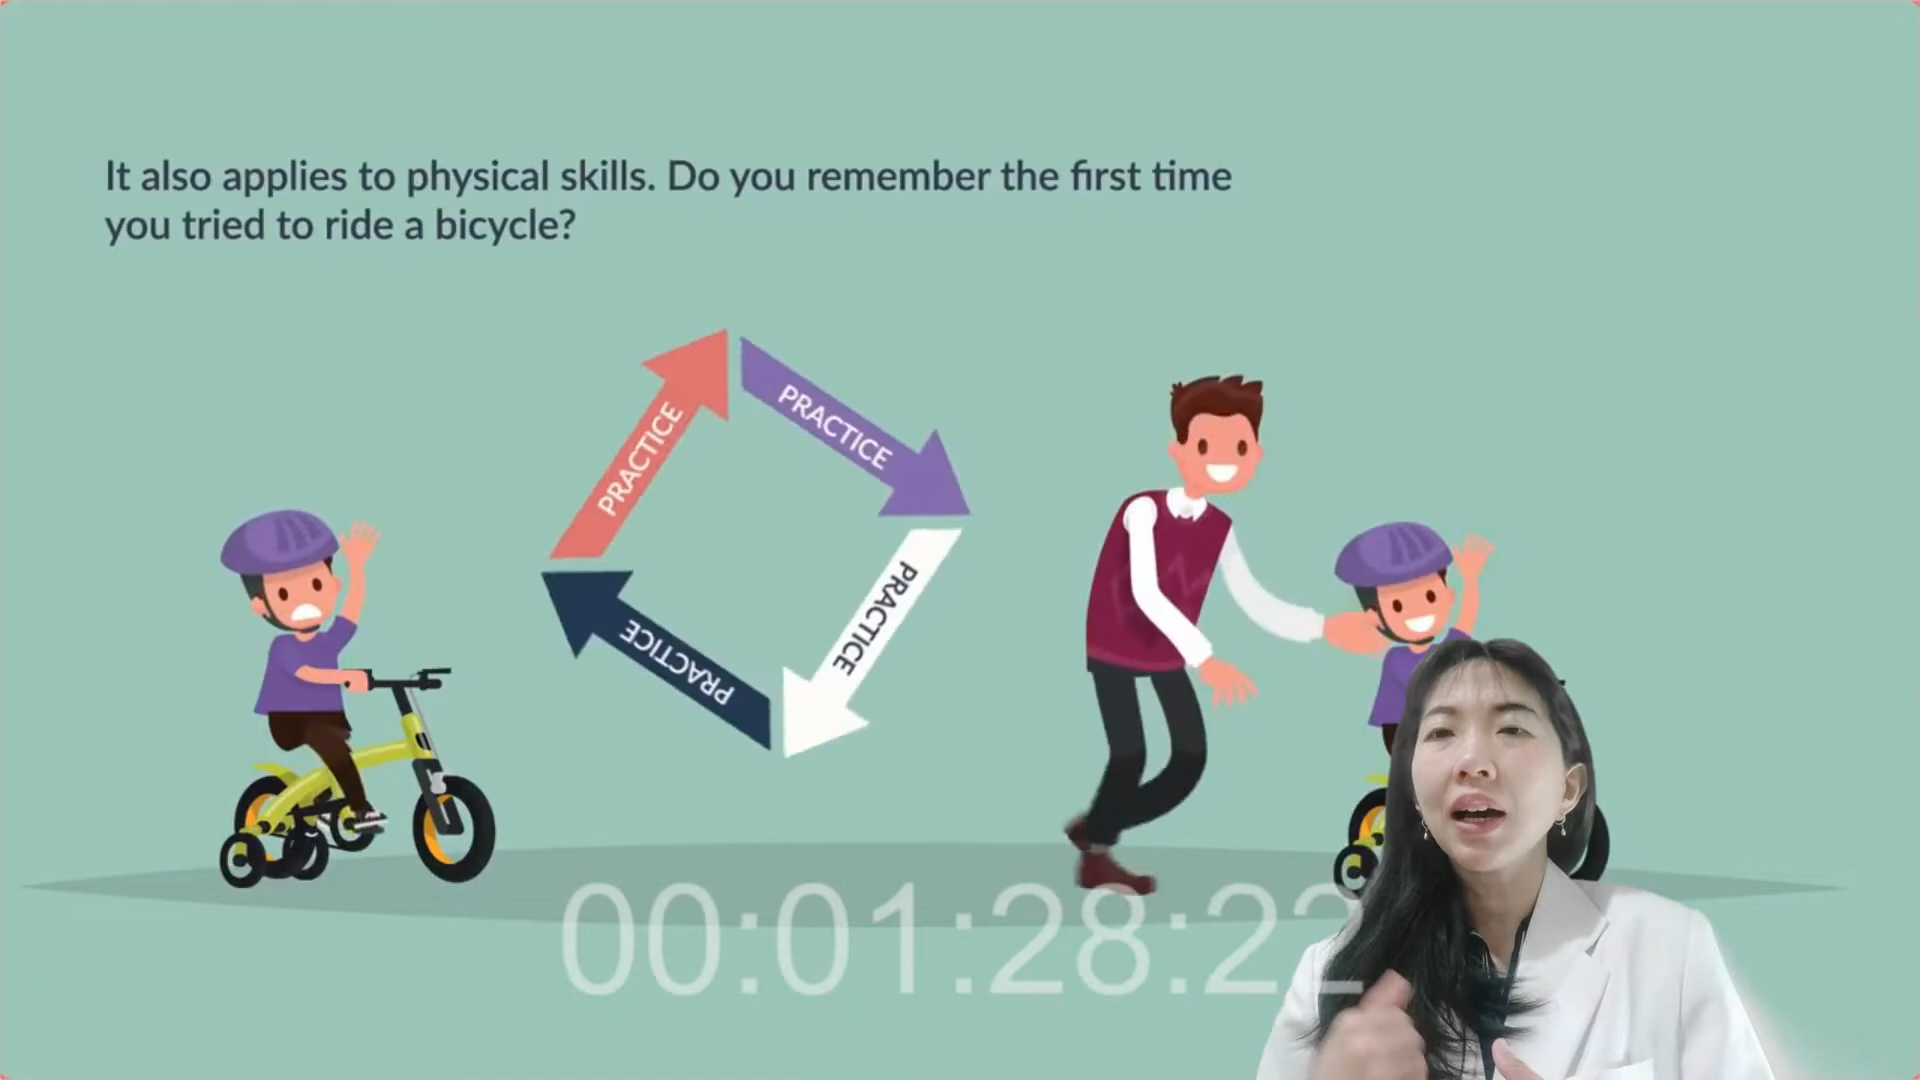 It also applies to physical skills. Do you remember the first time
you tried to ride a bicycle?
PRACTICE
PRACTICE
PRACTICE
PRACTICE
00:01:28:22